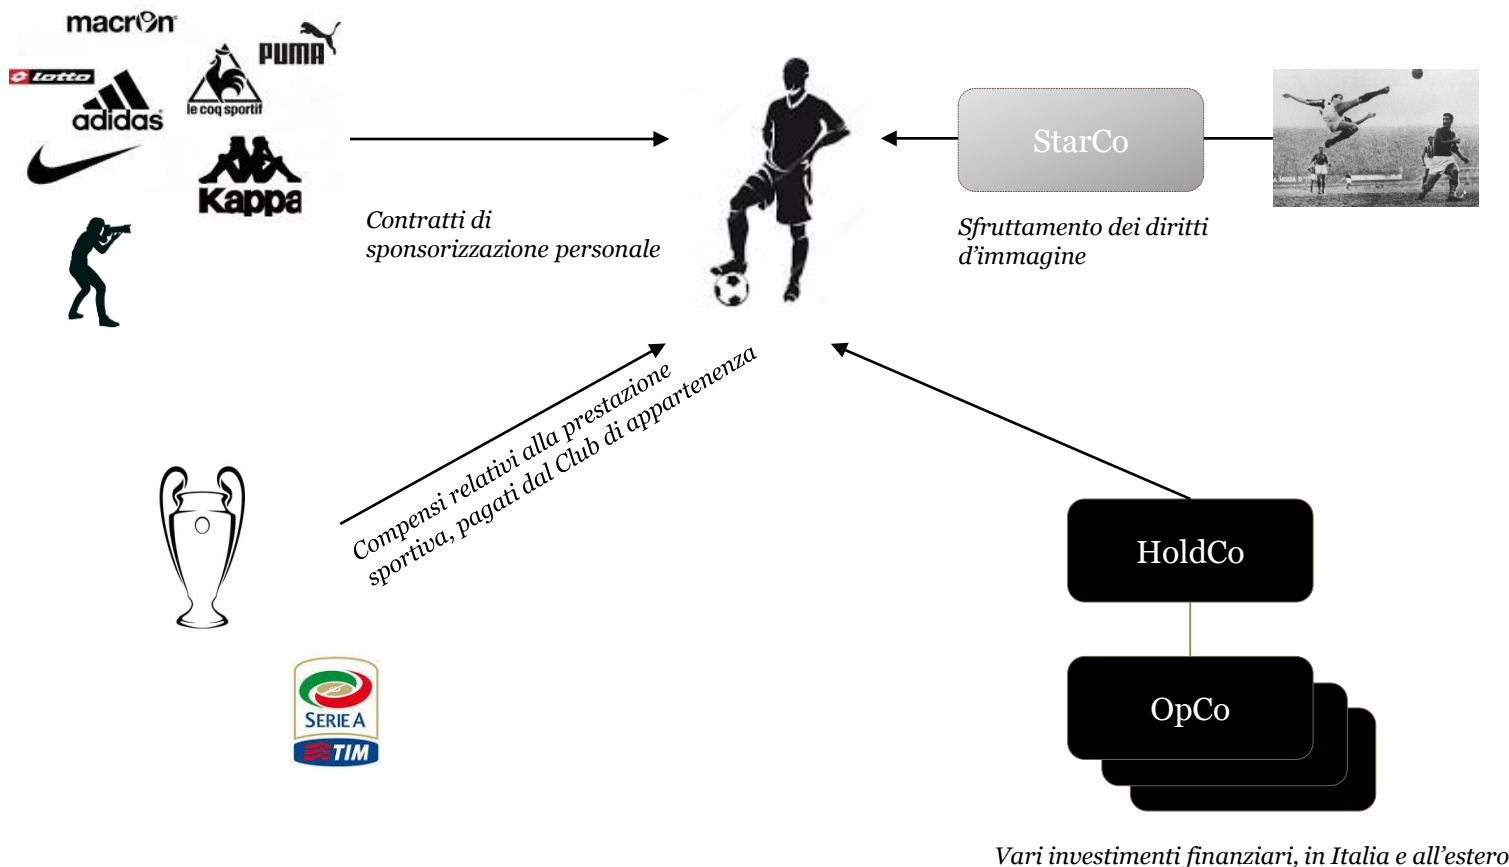 macron
PUMA
lotto
adidas
le coq sportif
Kappa
StarCo
Contratti di
sponsorizzazione personale
Sfruttamento dei diritti
d'immagine
Compensi relativi alla prestazione
sportiva, pagati dal Club di appartenenza
HoldCo
SERIE A
TIM
OpCo
Vari investimenti finanziari, in Italia e all'estero